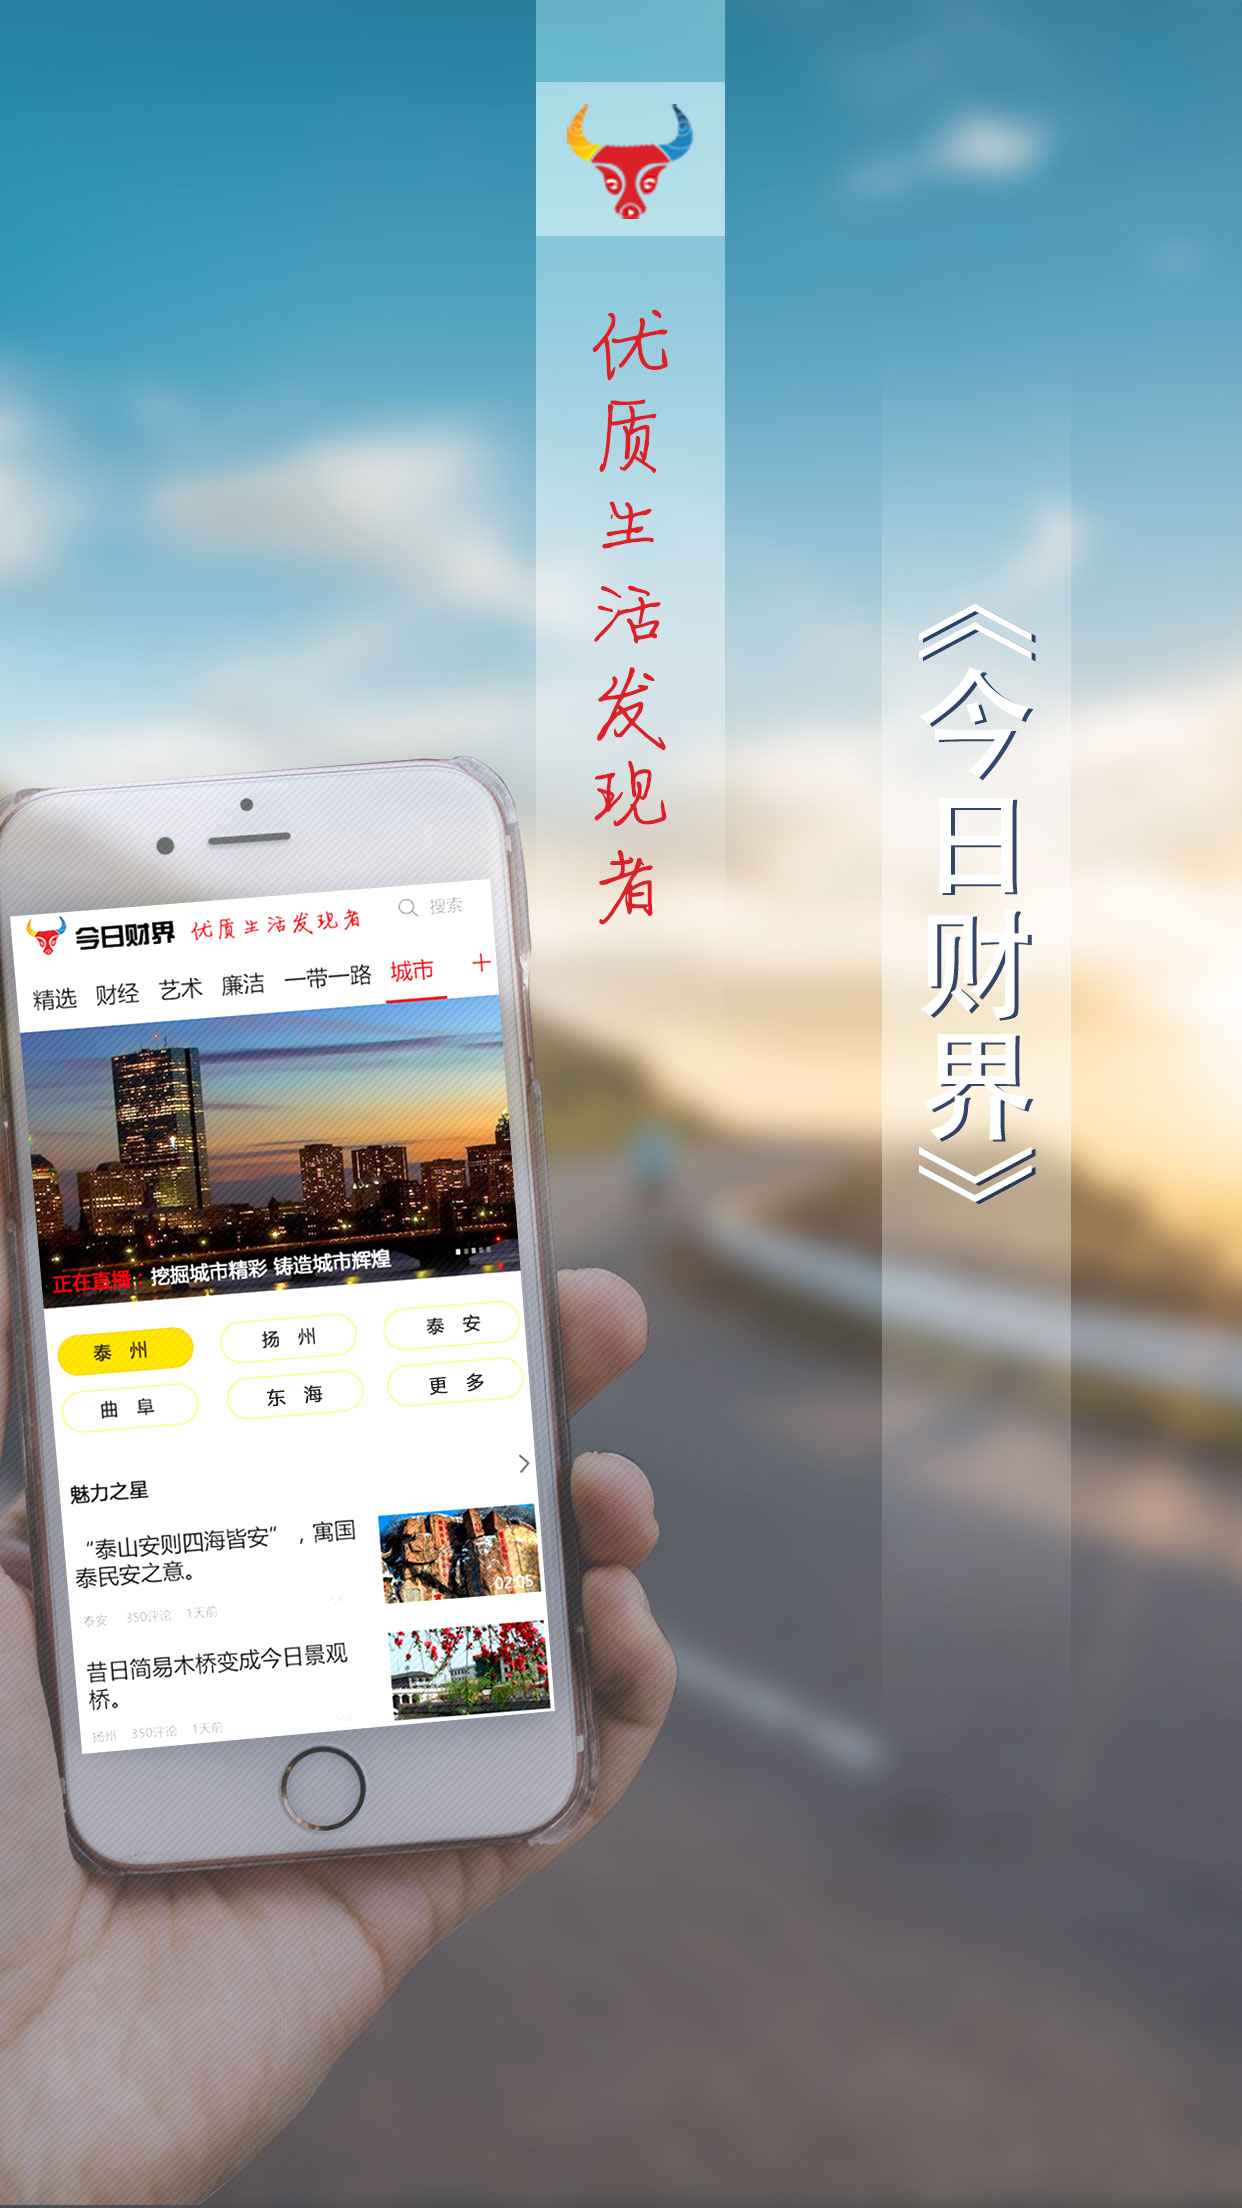 优质生活发现者
《今日财界》
今日财界 优质生活发现者 搜索
精选 财经 艺术 廉洁 一带一路 城市 +
正在直播：挖掘城市精彩 铸造城市辉煌
泰州 扬州 泰安
曲阜 东海 更多
魅力之星
“泰山安则四海皆安”，寓国
泰民安之意。
02:05
泰安 350评论 1天前
昔日简易木桥变成今日景观
桥。
扬州 350评论 1天前